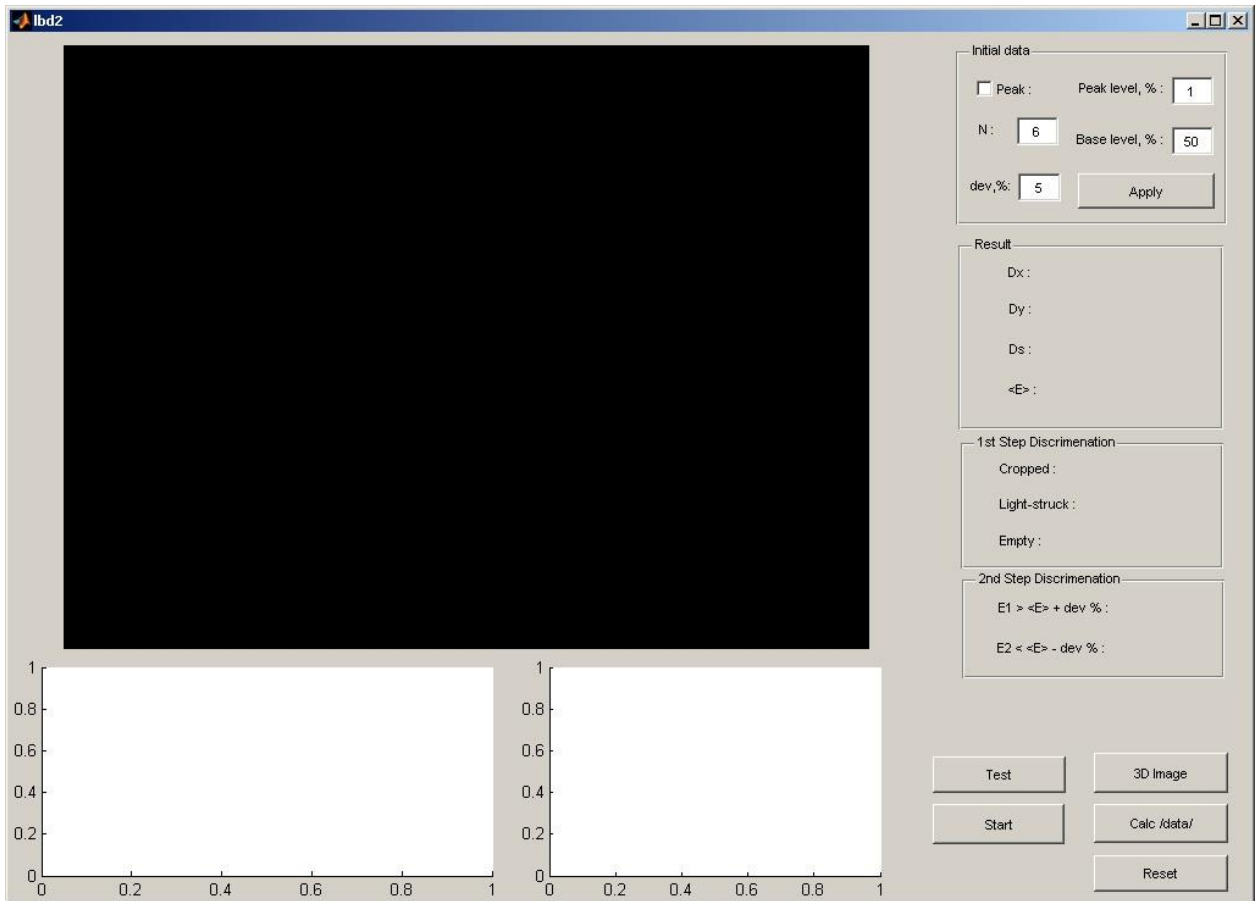 lbd2
Initial data
Peak :
Peak level, % : 1
N : 6
Base level, % : 50
dev,%: 5
Apply
Result
Dx :
Dy :
Ds :
<E> :
1st Step Discrimenation
Cropped :
Light-struck :
Empty :
2nd Step Discrimenation
E1 > <E> + dev % :
E2 < <E> - dev % :
1
0.8
0.6
0.4
0.2
0
0 0.2 0.4 0.6 0.8 1
1
0.8
0.6
0.4
0.2
0
0 0.2 0.4 0.6 0.8 1
Test
3D Image
Start
Calc /data/
Reset